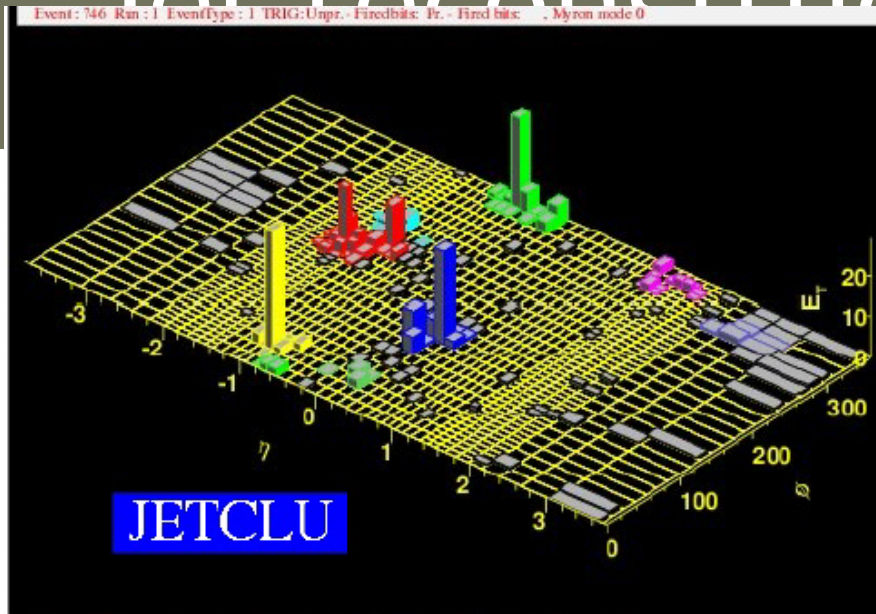 Event : 746 Run : 1 EventType : 1 TRIG: Unpr. - Firedbits: Pr. - Fired bits: , Myron mode 0
20
10
0
E_T
-3
-2
-1
0
1
2
3
η
300
200
100
0
ø
JETCLU